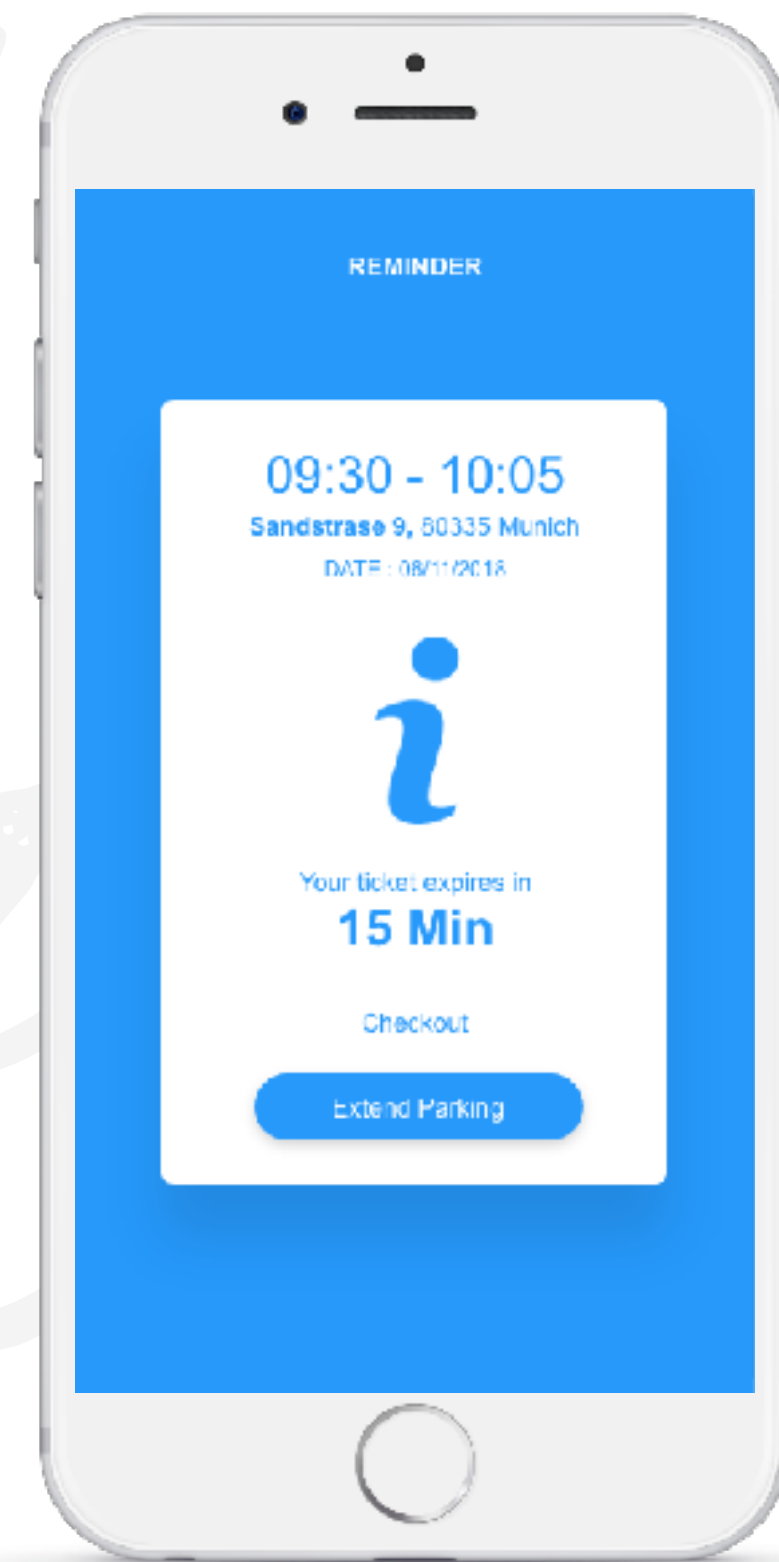 REMINDER
09:30 - 10:05
Sandstrase 9, 80335 Munich
DATE : 08/11/2018
i
Your ticket expires in
15 Min
Checkout
Extend Parking